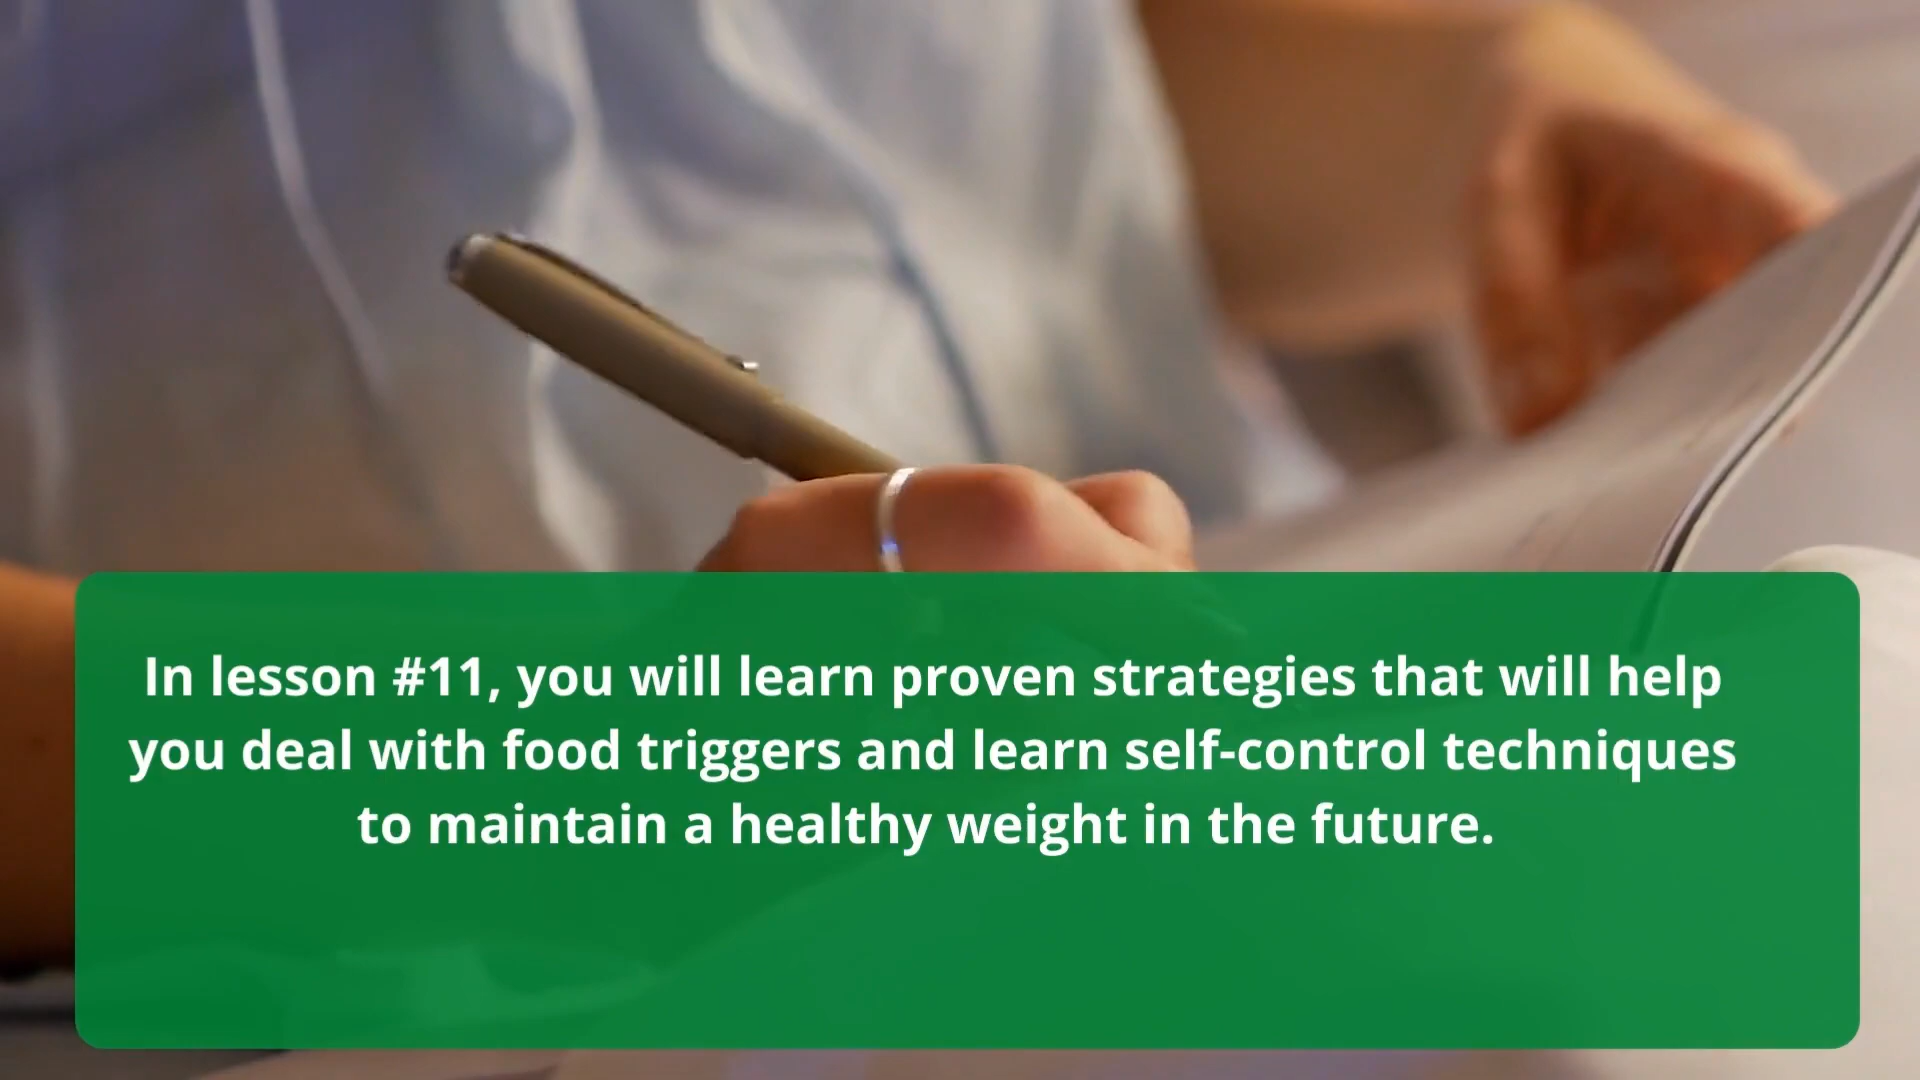 In lesson #11, you will learn proven strategies that will help
you deal with food triggers and learn self-control techniques
to maintain a healthy weight in the future.